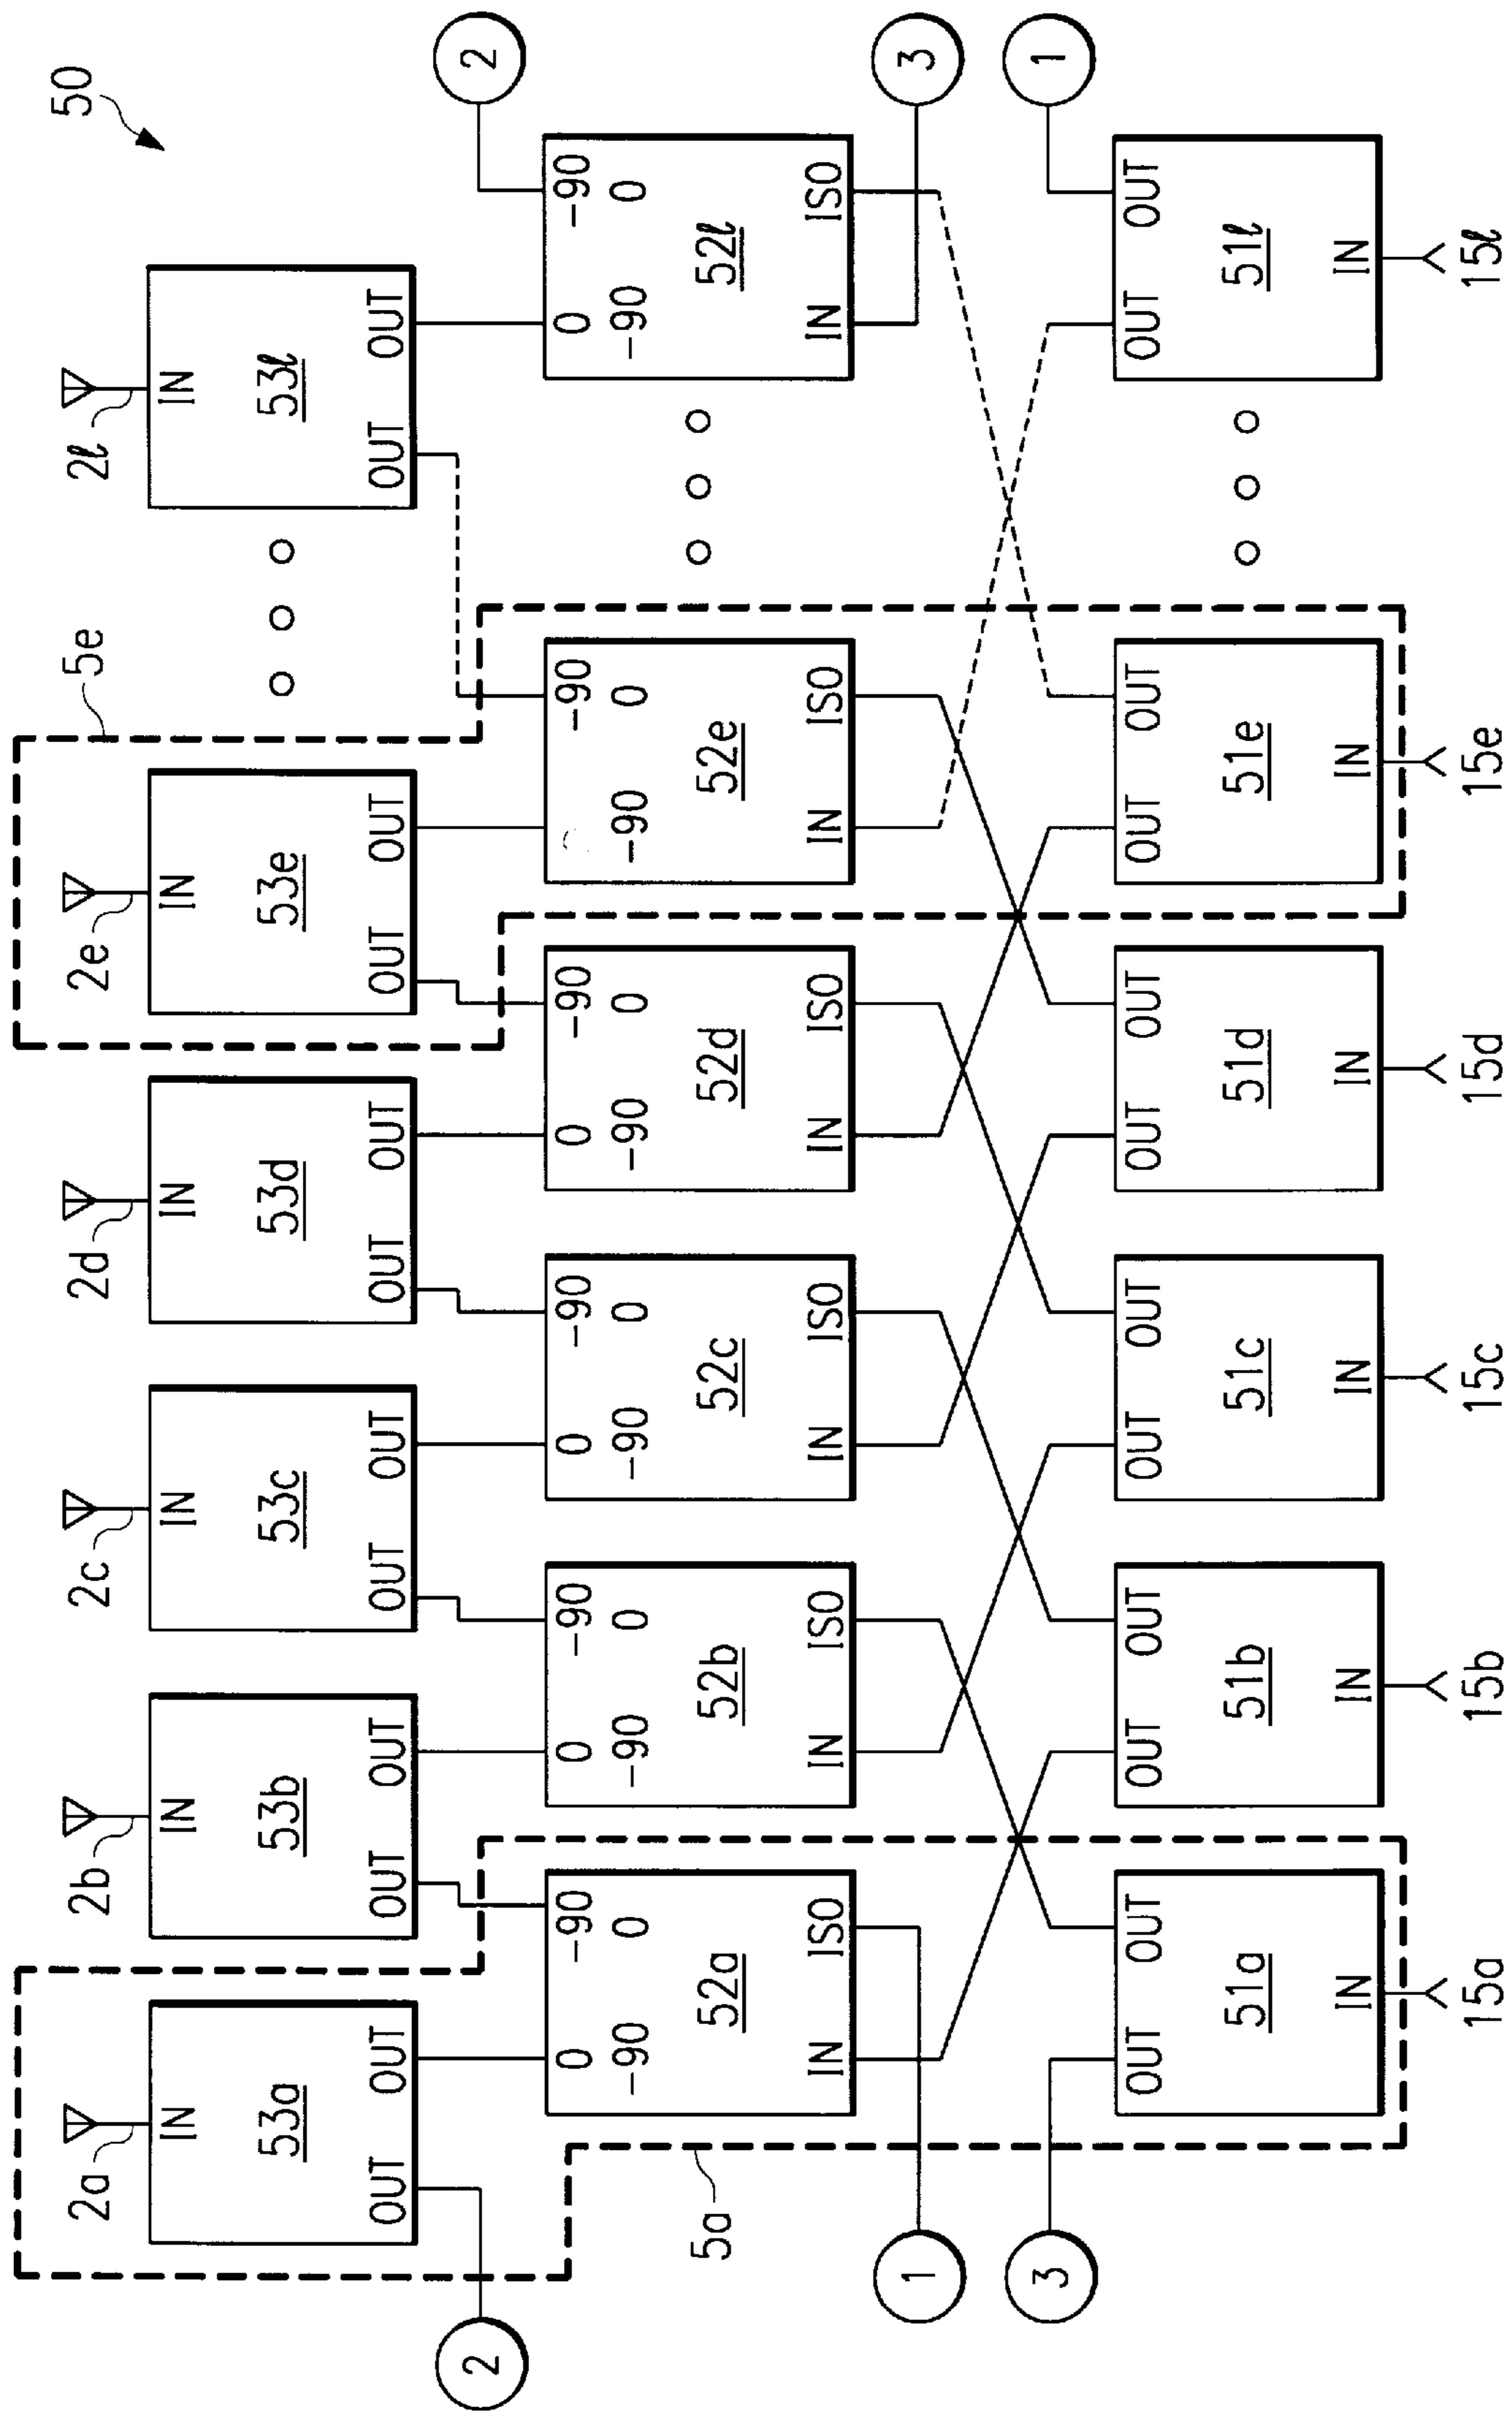 50
5e
2a 2b 2c 2d 2e 2ℓ
IN IN IN IN IN IN
53a 53b 53c 53d 53e 53ℓ
OUT OUT OUT OUT OUT OUT OUT OUT OUT OUT OUT OUT
2 2
0 -90 0 -90 0 -90 0 -90 -90 0 -90
-90 0 -90 0 -90 0 -90 0 -90 0 -90 0
52a 52b 52c 52d 52e 52ℓ
IN ISO IN ISO IN ISO IN ISO IN ISO IN ISO
5a
1 3
3 1
OUT OUT OUT OUT OUT OUT OUT OUT OUT OUT OUT OUT
51a 51b 51c 51d 51e 51ℓ
IN IN IN IN IN IN
15a 15b 15c 15d 15e 15ℓ